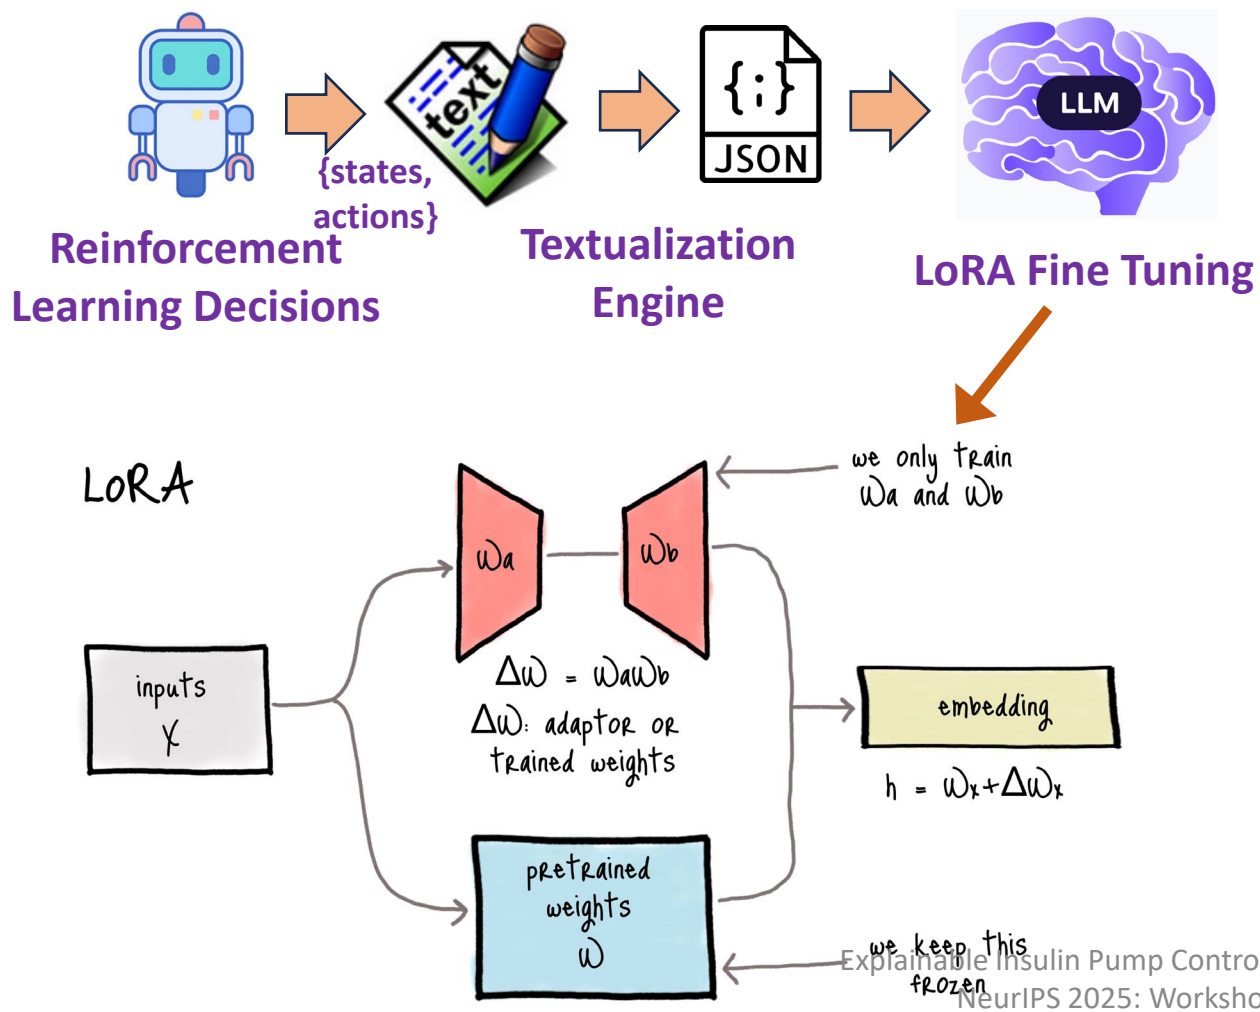 text
{;}
JSON
LLM
{states,
actions}
Reinforcement
Learning Decisions
Textualization
Engine
LoRA Fine Tuning
LoRA
we only train
Wa and Wb
Wa
Wb
inputs
X
ΔW = WaWb
ΔW: adaptor or
trained weights
embedding
h = Wx+ΔWx
pretrained
weights
W
we keep this
frozen
Explainable Insulin Pump Contro
NeurIPS 2025: Worksho